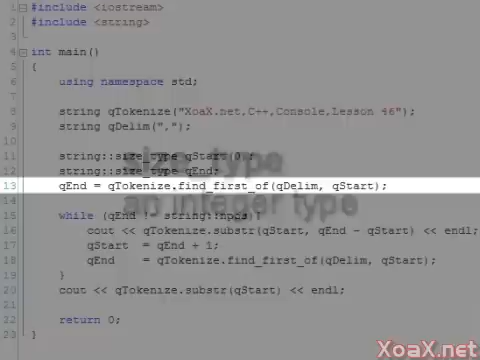 1 #include <iostream>
2 #include <string>
3
4 int main()
5 {
6 using namespace std;
7
8 string qTokenize("XoaX.net,C++,Console,Lesson 46");
9 string qDelim(",");
10
11 string::size_type qStart(0);
12 string::size_type qEnd;
size_type
13 qEnd = qTokenize.find_first_of(qDelim, qStart);
an integer type
14
15 while (qEnd != string::npos){
16 cout << qTokenize.substr(qStart, qEnd - qStart) << endl;
17 qStart = qEnd + 1;
18 qEnd = qTokenize.find_first_of(qDelim, qStart);
19 }
20 cout << qTokenize.substr(qStart) << endl;
21
22 return 0;
23 }
XoaX.net